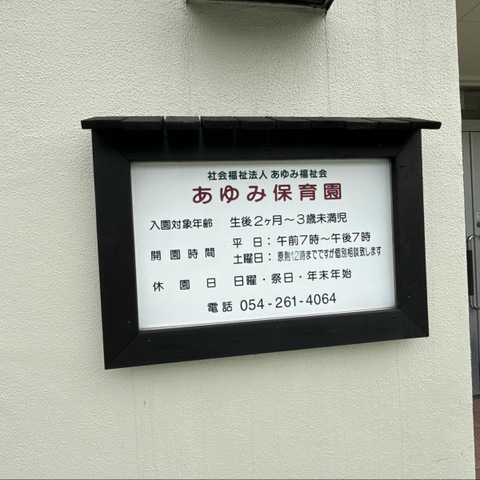 社会福祉法人 あゆみ福祉会
あゆみ保育園
入園対象年齢 生後2ヶ月〜3歳未満児
開園時間 平日：午前7時〜午後7時
土曜日：原則12時までですが個別相談致します
休園日 日曜・祭日・年末年始
電話 054-261-4064